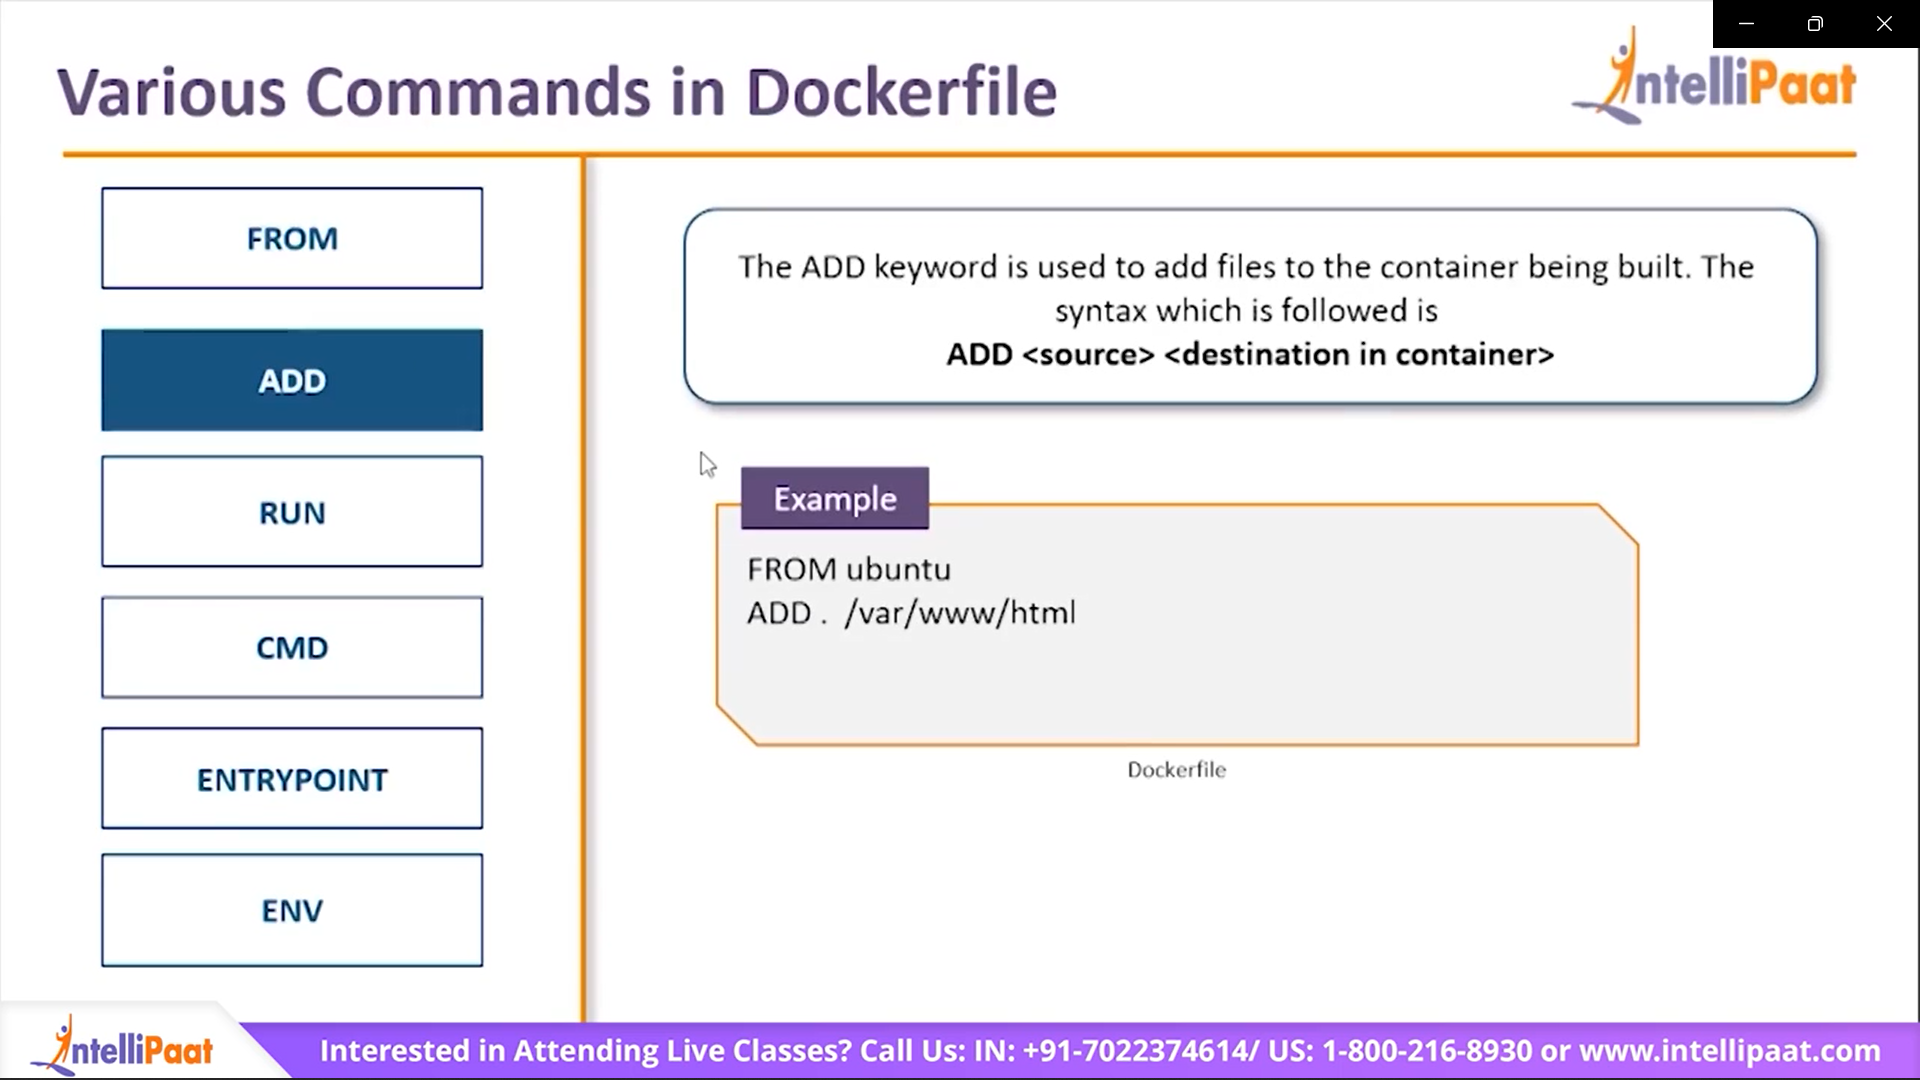 Various Commands in Dockerfile
IntelliPaat
FROM
ADD
RUN
CMD
ENTRYPOINT
ENV
The ADD keyword is used to add files to the container being built. The
syntax which is followed is
ADD <source> <destination in container>
Example
FROM ubuntu
ADD .  /var/www/html
Dockerfile
IntelliPaat
Interested in Attending Live Classes? Call Us: IN: +91-7022374614/ US: 1-800-216-8930 or www.intellipaat.com